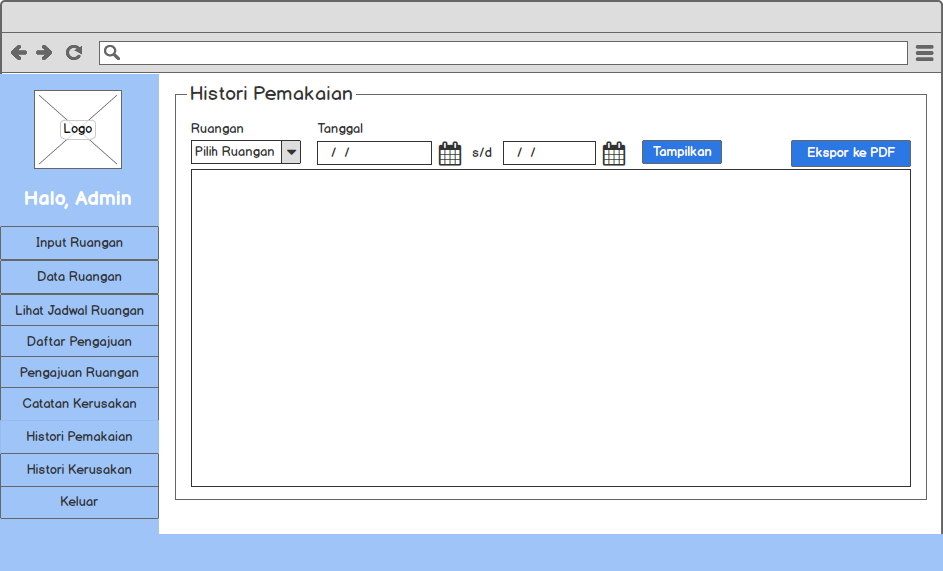 Logo
Halo, Admin
Input Ruangan
Data Ruangan
Lihat Jadwal Ruangan
Daftar Pengajuan
Pengajuan Ruangan
Catatan Kerusakan
Histori Pemakaian
Histori Kerusakan
Keluar
Histori Pemakaian
Ruangan Tanggal
Pilih Ruangan / / s/d / / Tampilkan Ekspor ke PDF